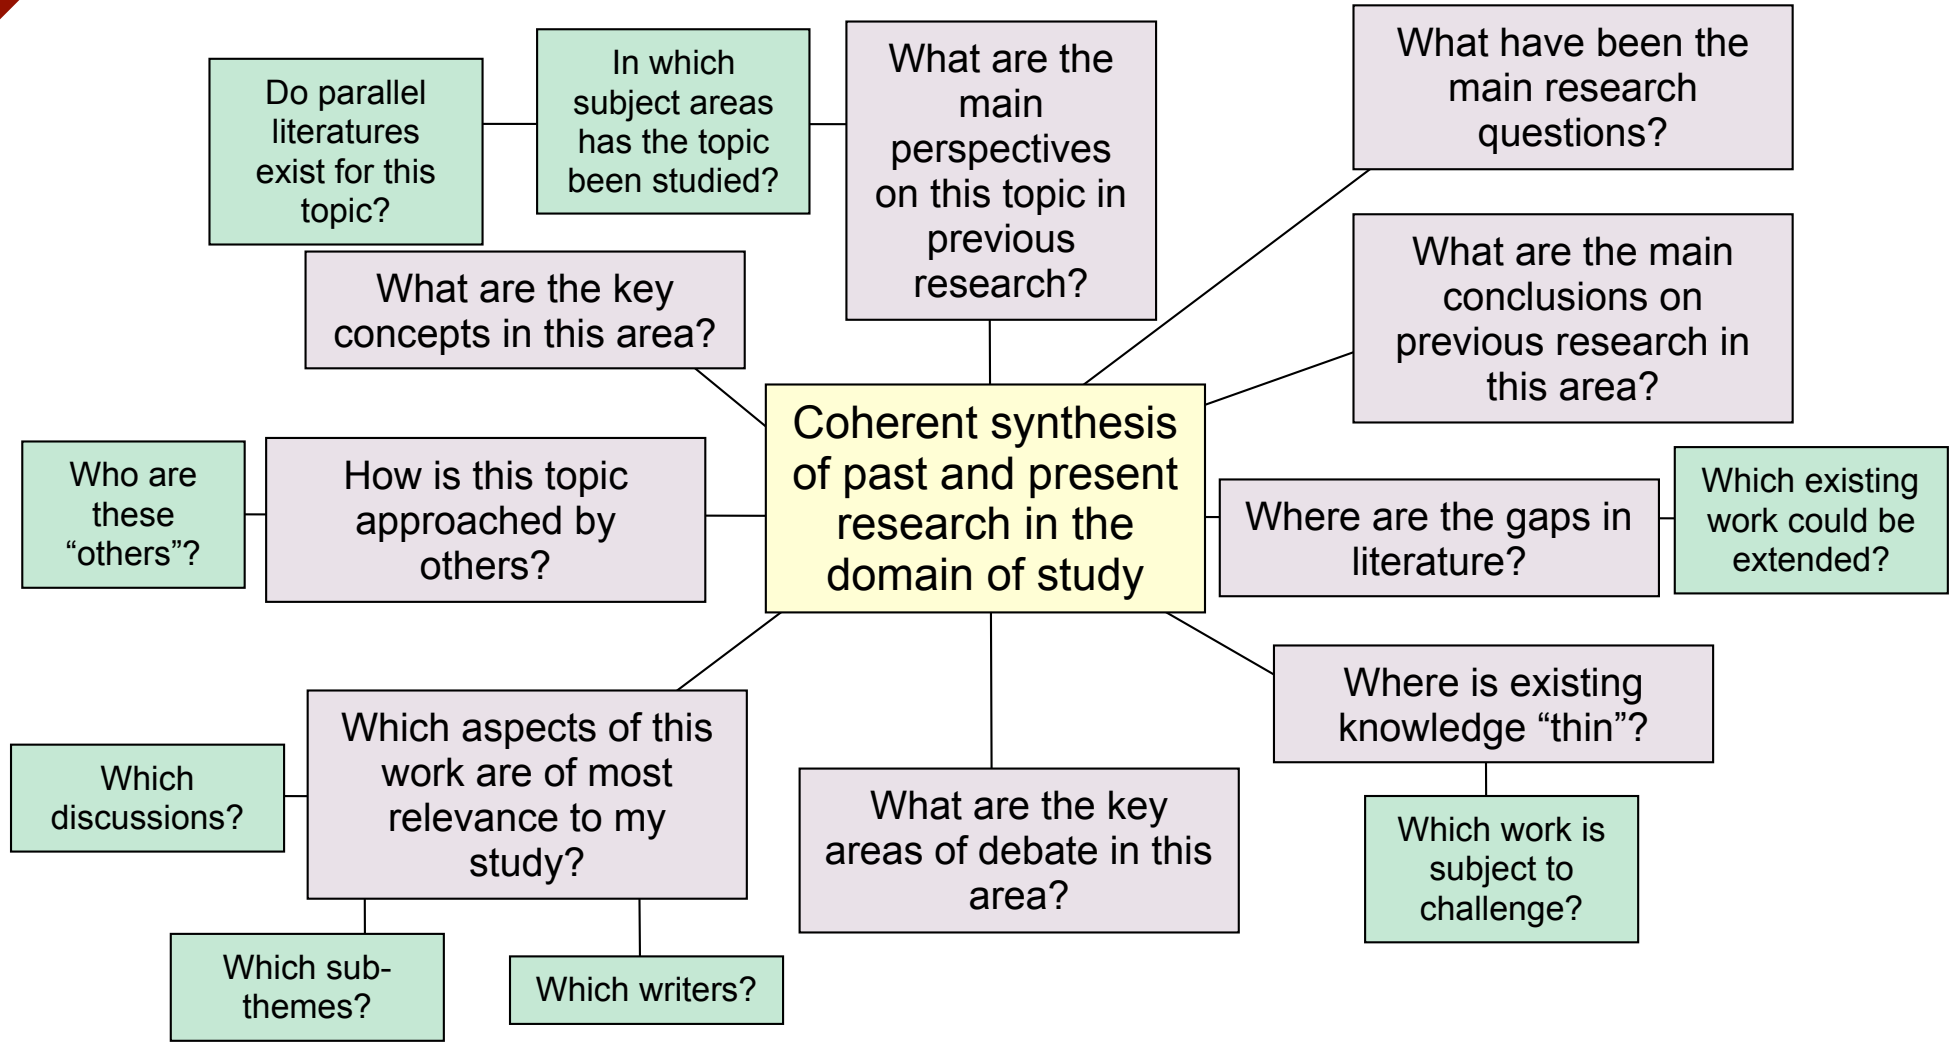 Do parallel
literatures
exist for this
topic?
In which
subject areas
has the topic
been studied?
What are the
main
perspectives
on this topic in
previous
research?
What have been the
main research
questions?
What are the key
concepts in this area?
What are the main
conclusions on
previous research in
this area?
Who are
these
“others”?
How is this topic
approached by
others?
Coherent synthesis
of past and present
research in the
domain of study
Where are the gaps in
literature?
Which existing
work could be
extended?
Which
discussions?
Which aspects of this
work are of most
relevance to my
study?
What are the key
areas of debate in this
area?
Where is existing
knowledge “thin”?
Which work is
subject to
challenge?
Which sub-
themes?
Which writers?